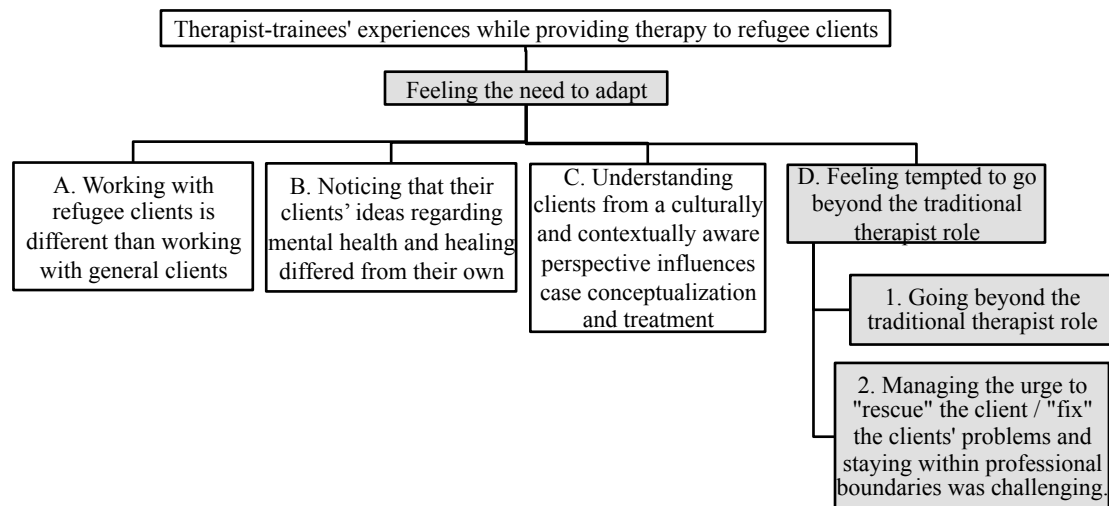 Therapist-trainees' experiences while providing therapy to refugee clients
Feeling the need to adapt
A. Working with
refugee clients is
different than working
with general clients
B. Noticing that their
clients’ ideas regarding
mental health and healing
differed from their own
C. Understanding
clients from a culturally
and contextually aware
perspective influences
case conceptualization
and treatment
D. Feeling tempted to go
beyond the traditional
therapist role
1. Going beyond the
traditional therapist role
2. Managing the urge to
"rescue" the client / "fix"
the clients' problems and
staying within professional
boundaries was challenging.